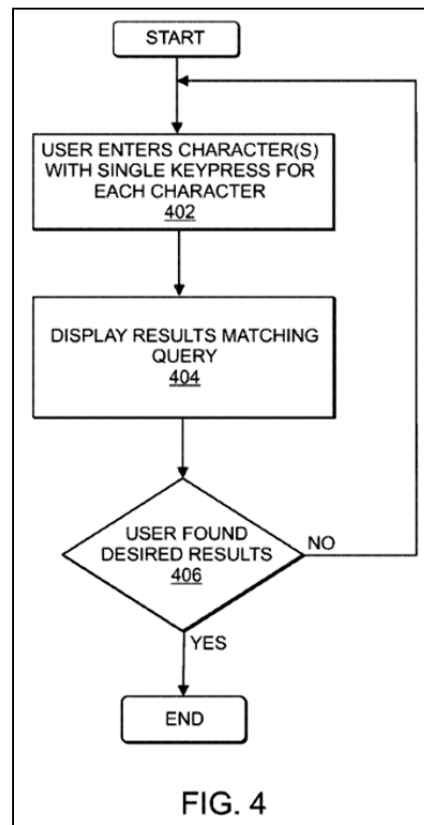 START
USER ENTERS CHARACTER(S)
WITH SINGLE KEYPRESS FOR
EACH CHARACTER
402
DISPLAY RESULTS MATCHING
QUERY
404
USER FOUND
DESIRED RESULTS
406
NO
YES
END
FIG. 4